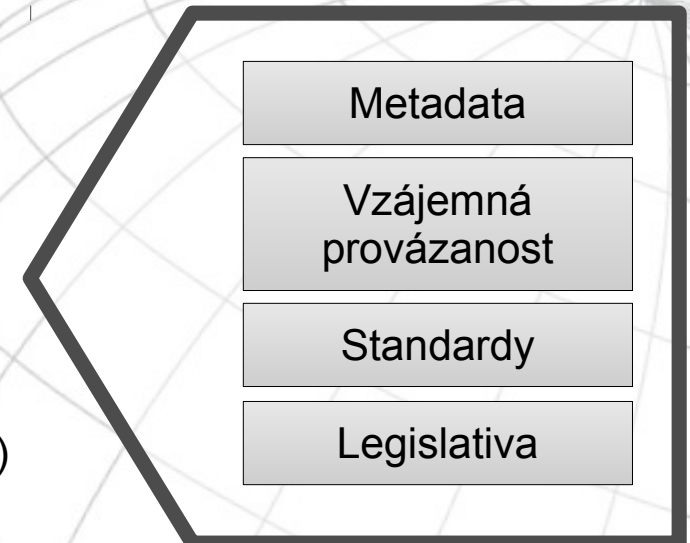 Metadata
Vzájemná
provázanost
Standardy
)
Legislativa